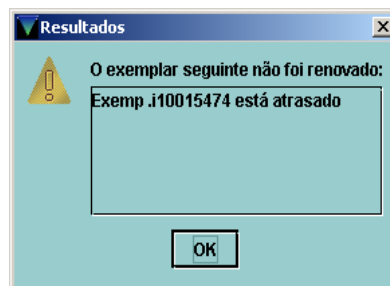 Resultados
O exemplar seguinte não foi renovado:
Exemp .i10015474 está atrasado
OK